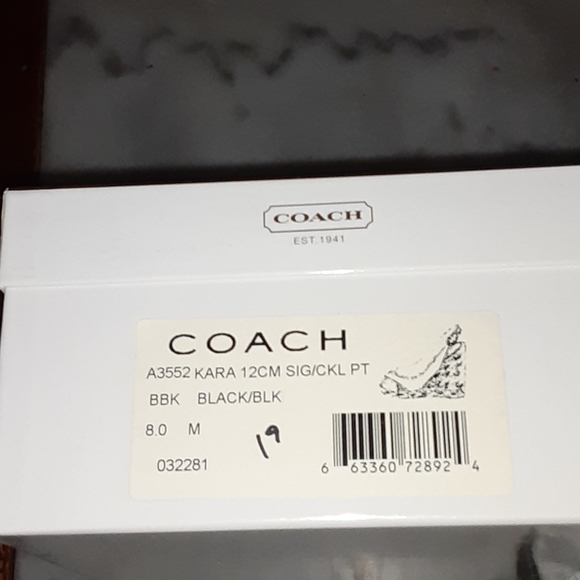 COACH
EST.1941
COACH
A3552 KARA 12CM SIG/CKL PT
BBK BLACK/BLK
8.0 M
19
032281
6 63360 72892 4